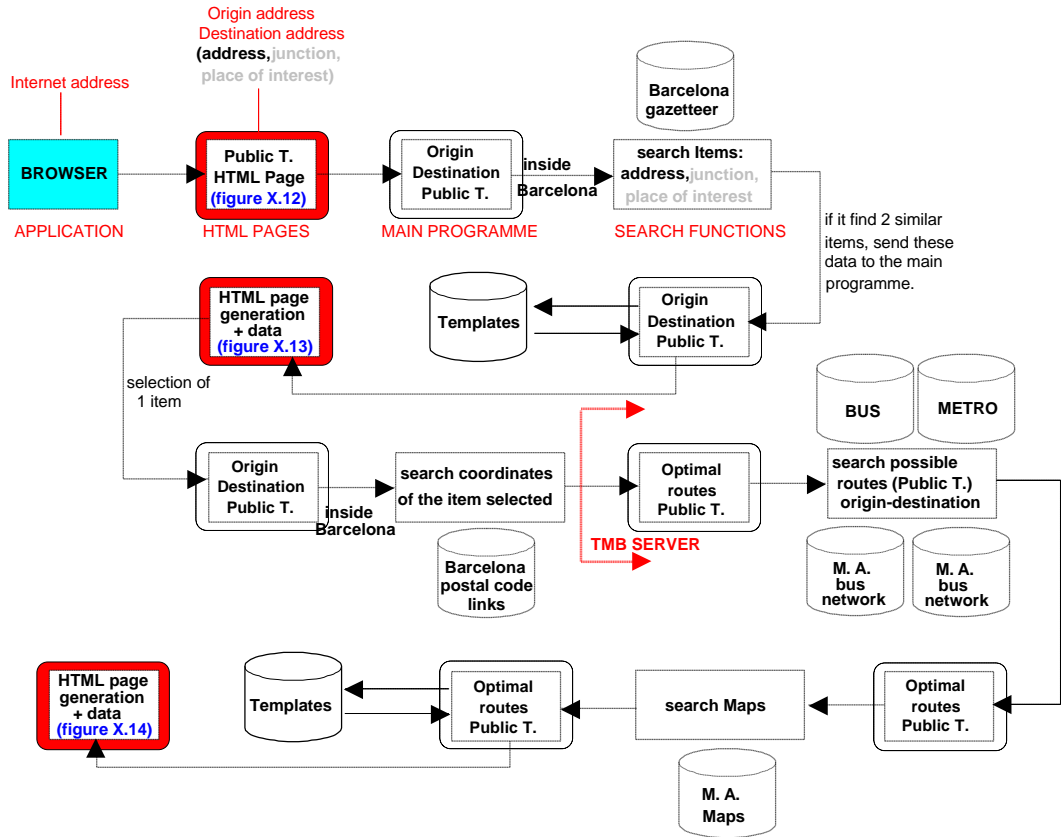 Origin address
Destination address
(address,junction,
place of interest)
Internet address
Barcelona
gazetteer
BROWSER
Public T.
HTML Page
(figure X.12)
Origin
Destination
Public T.
inside
Barcelona
search Items:
address,junction,
place of interest
APPLICATION
HTML PAGES
MAIN PROGRAMME
SEARCH FUNCTIONS
if it find 2 similar
items, send these
data to the main
programme.
HTML page
generation
+ data
(figure X.13)
Templates
Origin
Destination
Public T.
selection of
1 item
BUS
METRO
Origin
Destination
Public T.
inside
Barcelona
search coordinates
of the item selected
Optimal
routes
Public T.
search possible
routes (Public T.)
origin-destination
TMB SERVER
Barcelona
postal code
links
M. A.
bus
network
M. A.
bus
network
HTML page
generation
+ data
(figure X.14)
Templates
Optimal
routes
Public T.
search Maps
Optimal
routes
Public T.
M. A.
Maps